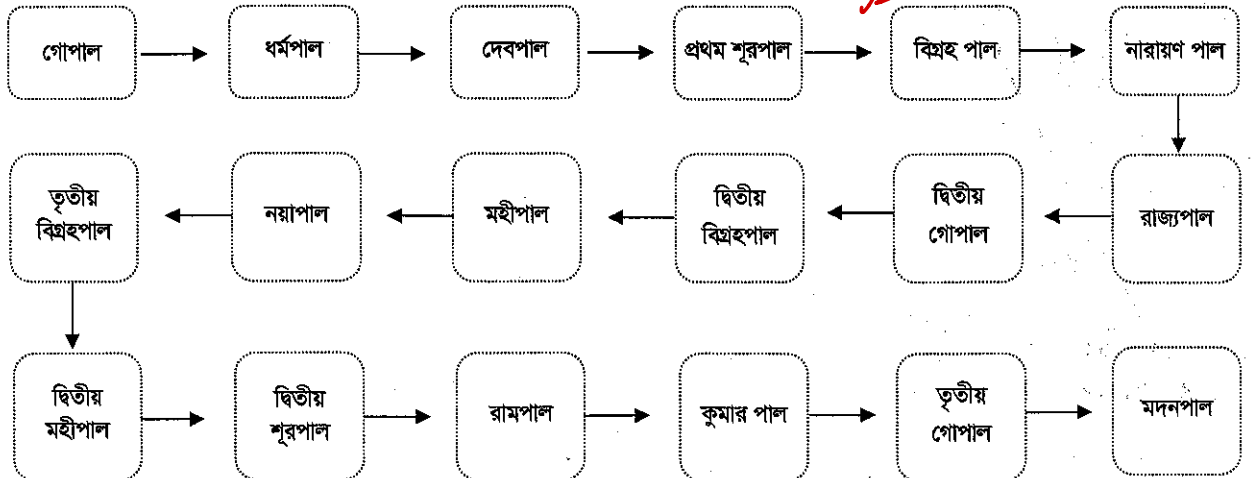 গোপাল
ধর্মপাল
দেবপাল
প্রথম শূরপাল
বিগ্রহ পাল
নারায়ণ পাল
রাজ্যপাল
দ্বিতীয়
গোপাল
দ্বিতীয়
বিগ্রহপাল
মহীপাল
নয়াপাল
তৃতীয়
বিগ্রহপাল
দ্বিতীয়
মহীপাল
দ্বিতীয়
শূরপাল
রামপাল
কুমার পাল
তৃতীয়
গোপাল
মদনপাল